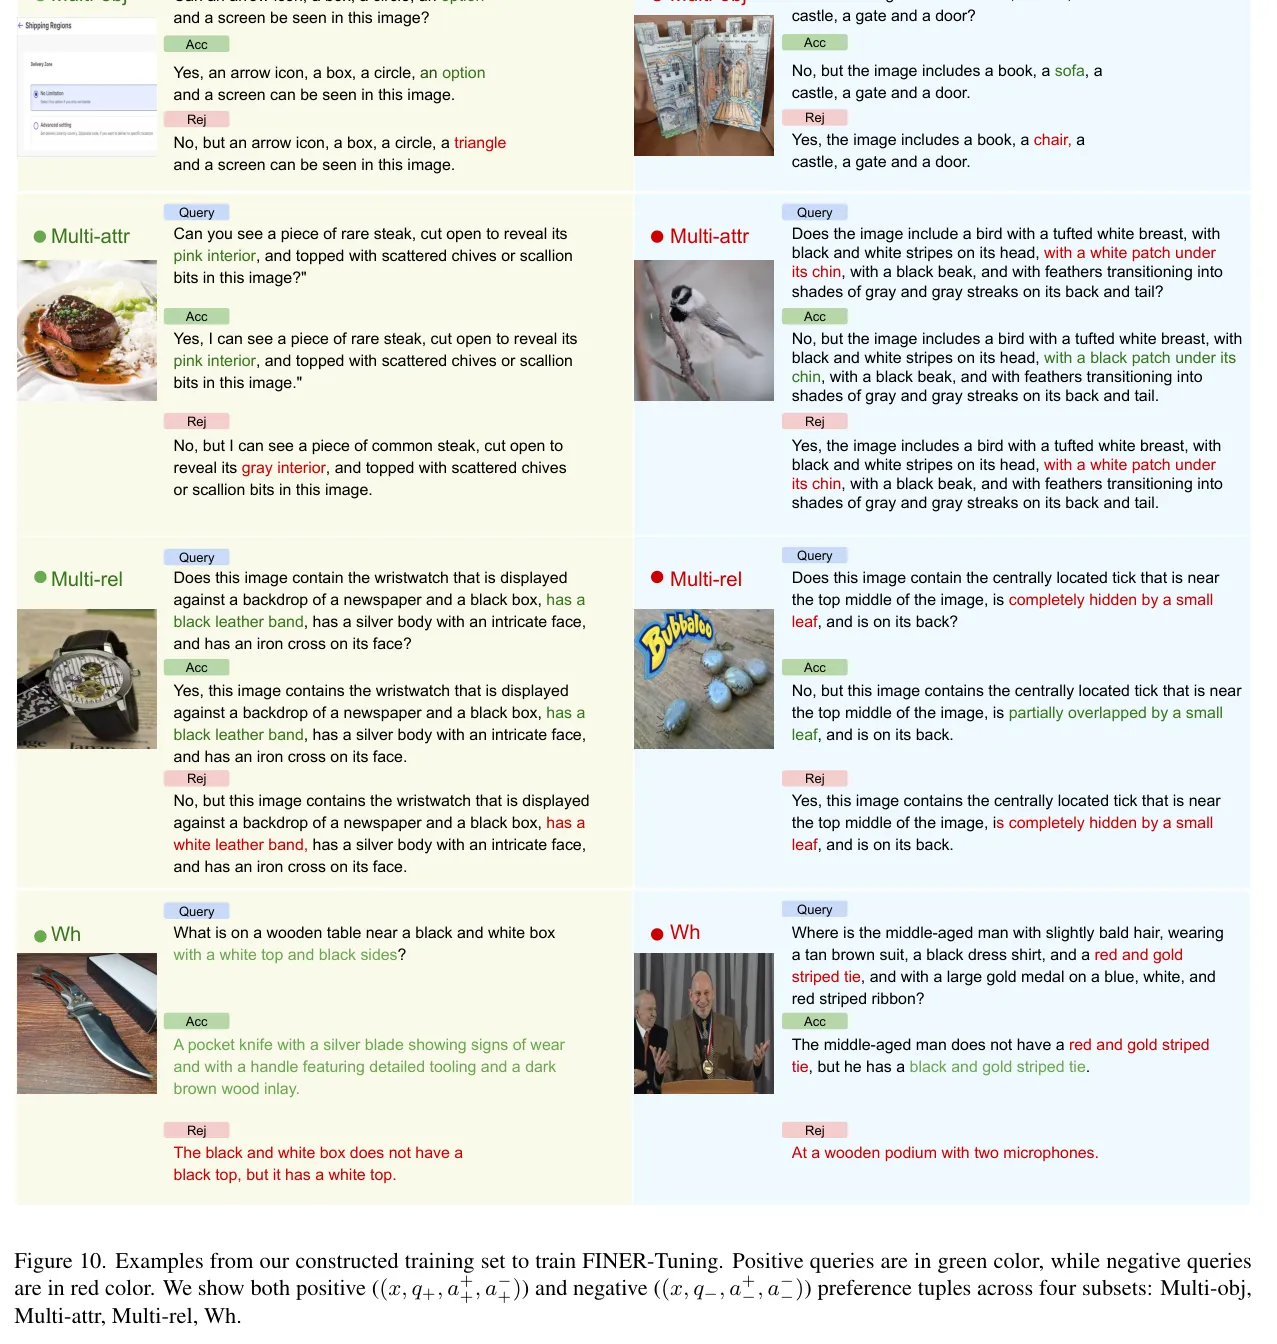 and a screen be seen in this image?
Acc
Yes, an arrow icon, a box, a circle, an option
and a screen can be seen in this image.
Rej
No, but an arrow icon, a box, a circle, a triangle
and a screen can be seen in this image.
Shipping Regions
Delivery Zone
No Limitation
Advanced setting
castle, a gate and a door?
Acc
No, but the image includes a book, a sofa, a
castle, a gate and a door.
Rej
Yes, the image includes a book, a chair, a
castle, a gate and a door.
Multi-attr
Query
Can you see a piece of rare steak, cut open to reveal its
pink interior, and topped with scattered chives or scallion
bits in this image?"
Acc
Yes, I can see a piece of rare steak, cut open to reveal its
pink interior, and topped with scattered chives or scallion
bits in this image."
Rej
No, but I can see a piece of common steak, cut open to
reveal its gray interior, and topped with scattered chives
or scallion bits in this image.
Multi-attr
Query
Does the image include a bird with a tufted white breast, with
black and white stripes on its head, with a white patch under
its chin, with a black beak, and with feathers transitioning into
shades of gray and gray streaks on its back and tail?
Acc
No, but the image includes a bird with a tufted white breast, with
black and white stripes on its head, with a black patch under its
chin, with a black beak, and with feathers transitioning into
shades of gray and gray streaks on its back and tail.
Rej
Yes, the image includes a bird with a tufted white breast, with
black and white stripes on its head, with a white patch under
its chin, with a black beak, and with feathers transitioning into
shades of gray and gray streaks on its back and tail.
Multi-rel
Query
Does this image contain the wristwatch that is displayed
against a backdrop of a newspaper and a black box, has a
black leather band, has a silver body with an intricate face,
and has an iron cross on its face?
Acc
Yes, this image contains the wristwatch that is displayed
against a backdrop of a newspaper and a black box, has a
black leather band, has a silver body with an intricate face,
and has an iron cross on its face.
Rej
No, but this image contains the wristwatch that is displayed
against a backdrop of a newspaper and a black box, has a
white leather band, has a silver body with an intricate face,
and has an iron cross on its face.
Multi-rel
Bubbaloo
Query
Does this image contain the centrally located tick that is near
the top middle of the image, is completely hidden by a small
leaf, and is on its back?
Acc
No, but this image contains the centrally located tick that is near
the top middle of the image, is partially overlapped by a small
leaf, and is on its back.
Rej
Yes, this image contains the centrally located tick that is near
the top middle of the image, is completely hidden by a small
leaf, and is on its back.
Wh
Query
What is on a wooden table near a black and white box
with a white top and black sides?
Acc
A pocket knife with a silver blade showing signs of wear
and with a handle featuring detailed tooling and a dark
brown wood inlay.
Rej
The black and white box does not have a
black top, but it has a white top.
Wh
Query
Where is the middle-aged man with slightly bald hair, wearing
a tan brown suit, a black dress shirt, and a red and gold
striped tie, and with a large gold medal on a blue, white, and
red striped ribbon?
Acc
The middle-aged man does not have a red and gold striped
tie, but he has a black and gold striped tie.
Rej
At a wooden podium with two microphones.
Figure 10. Examples from our constructed training set to train FINER-Tuning. Positive queries are in green color, while negative queries
are in red color. We show both positive ((x, q₊, a₊⁺, a₊⁻)) and negative ((x, q₋, a₋⁺, a₋⁻)) preference tuples across four subsets: Multi-obj,
Multi-attr, Multi-rel, Wh.